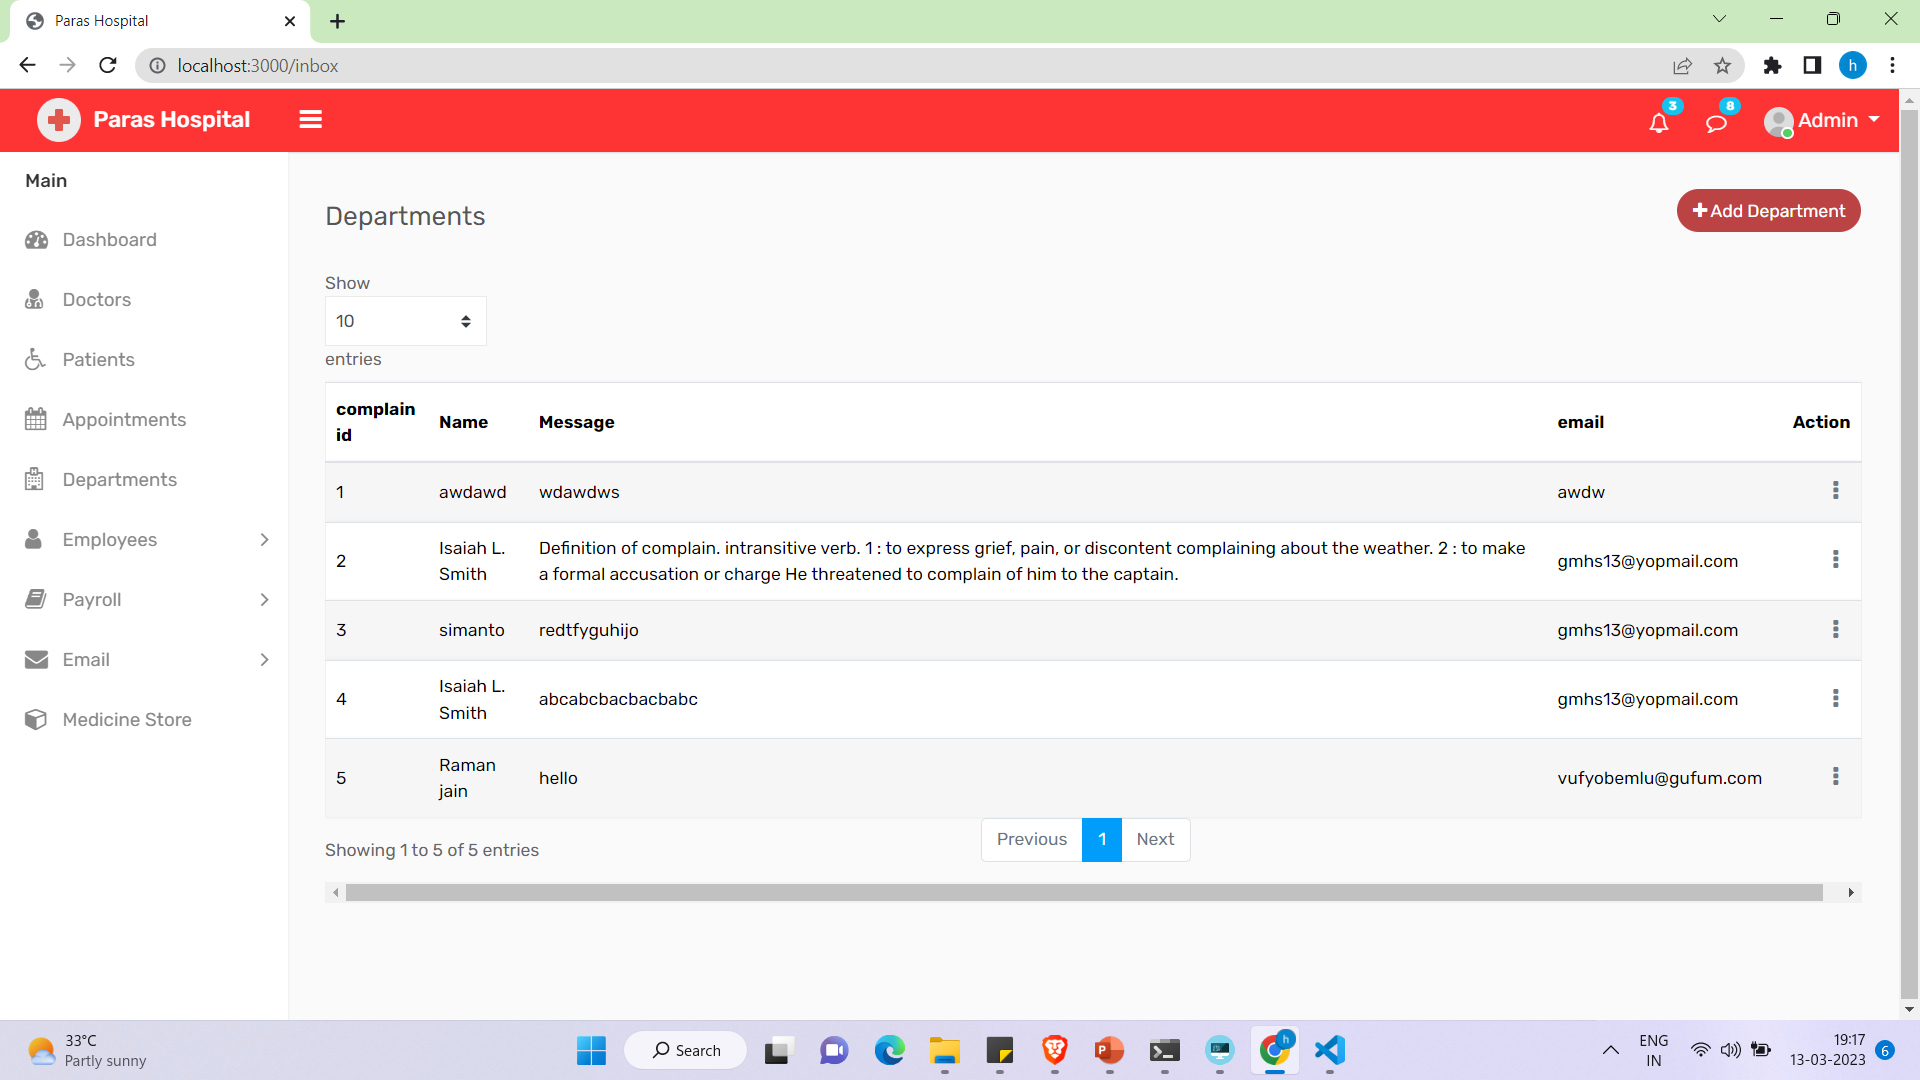 Paras Hospital
localhost:3000/inbox
h
Paras Hospital
3
8
Admin
Main
Dashboard
Doctors
Patients
Appointments
Departments
Employees
Payroll
Email
Medicine Store
Departments
Add Department
Show
10
entries
complain
id
Name
Message
email
Action
1
awdawd
wdawdws
awdw
2
Isaiah L.
Smith
Definition of complain. intransitive verb. 1 : to express grief, pain, or discontent complaining about the weather. 2 : to make
a formal accusation or charge He threatened to complain of him to the captain.
gmhs13@yopmail.com
3
simanto
redtfyguhijo
gmhs13@yopmail.com
4
Isaiah L.
Smith
abcabcbacbacbabc
gmhs13@yopmail.com
5
Raman
jain
hello
vufyobemlu@gufum.com
Showing 1 to 5 of 5 entries
Previous
1
Next
33°C
Partly sunny
Search
P
h
ENG
IN
19:17
13-03-2023
6